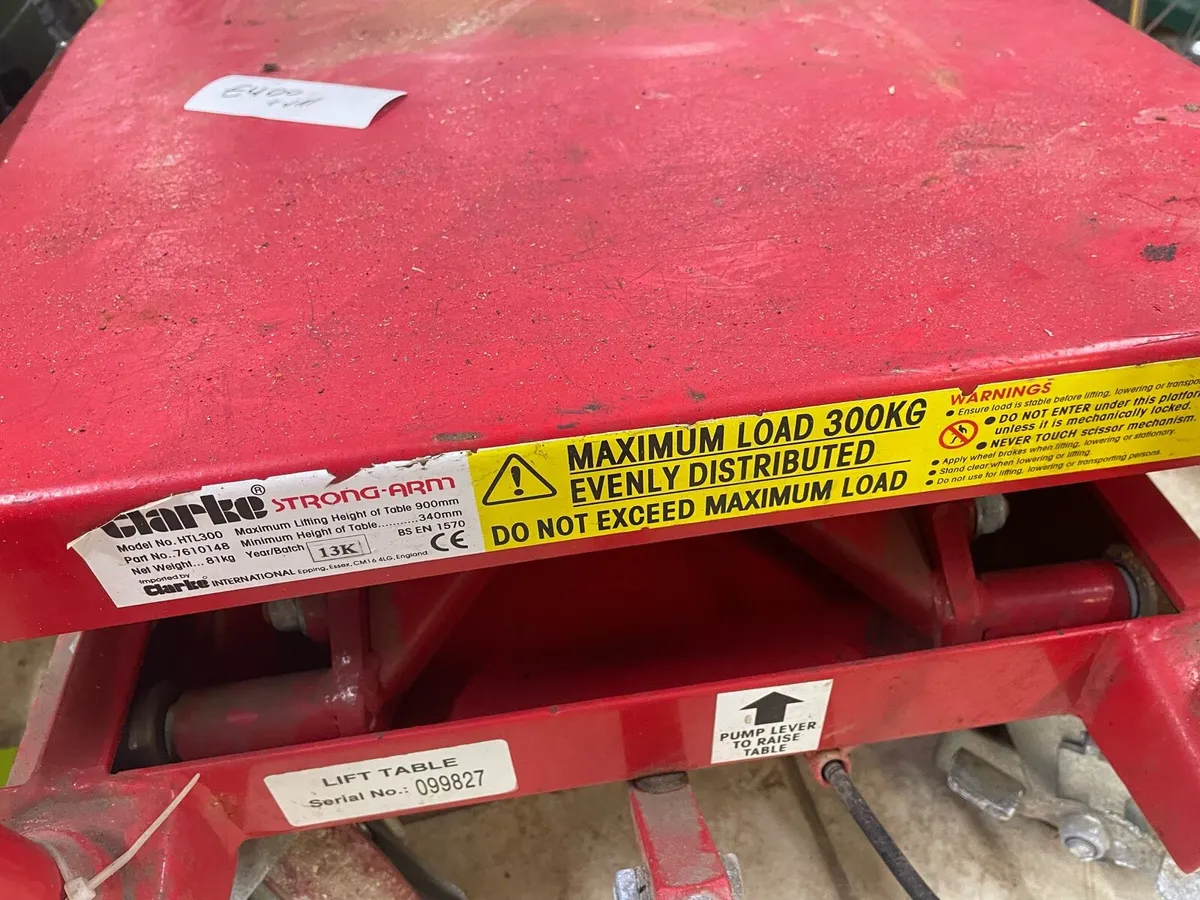 £400
Clarke® STRONG-ARM
Model No. HTL300
Part No..7610148
Net Weight... 81kg
Maximum Lifting Height of Table 900mm
Minimum Height of Table...........340mm
Year/Batch 13K
BS EN 1570
CE
Imported by
Clarke INTERNATIONAL Epping, Essex, CM16 4LG, England
MAXIMUM LOAD 300KG
EVENLY DISTRIBUTED
DO NOT EXCEED MAXIMUM LOAD
WARNINGS
• Ensure load is stable before lifting, lowering or transpo
• DO NOT ENTER under this platfor
unless it is mechanically locked.
• NEVER TOUCH scissor mechanism.
• Apply wheel brakes when lifting, lowering or stationary
• Stand clear when lowering or lifting
• Do not use for lifting, lowering or transporting persons.
PUMP LEVER
TO RAISE
TABLE
LIFT TABLE
Serial No.: 099827